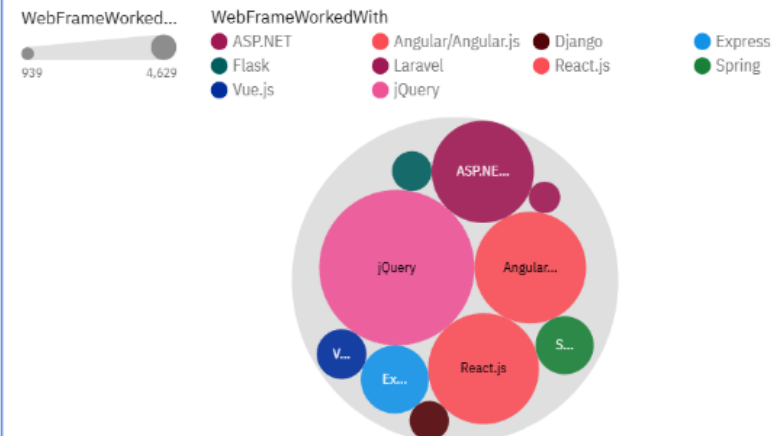 WebFrameWorked...
939
4,629
WebFrameWorkedWith
ASP.NET
Angular/Angular.js
Django
Express
Flask
Laravel
React.js
Spring
Vue.js
jQuery
ASP.NE...
jQuery
Angular...
V...
Ex...
React.js
S...